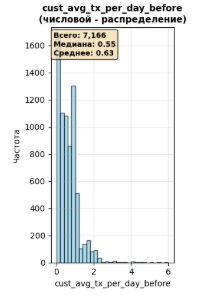 cust_avg_tx_per_day_before
(числовой - распределение)
Всего: 7,166
Медиана: 0.55
Среднее: 0.63
1600
1400
1200
1000
800
600
400
200
0
Частота
0 2 4 6
cust_avg_tx_per_day_before